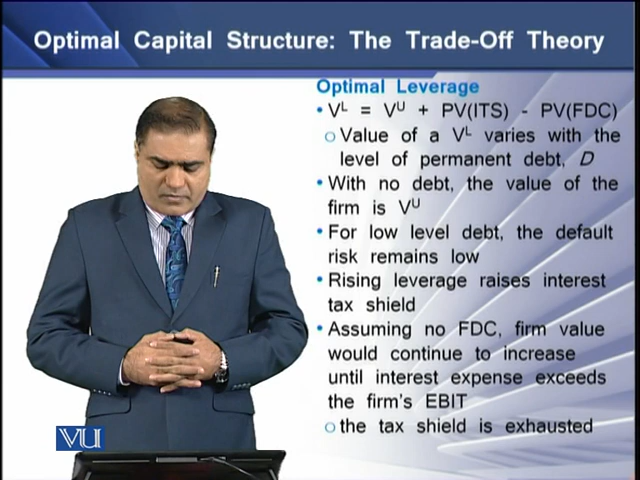 Optimal Capital Structure: The Trade-Off Theory
Optimal Leverage
• Vᴸ = Vᵁ + PV(ITS) - PV(FDC)
o Value of a Vᴸ varies with the
level of permanent debt, D
• With no debt, the value of the
firm is Vᵁ
• For low level debt, the default
risk remains low
• Rising leverage raises interest
tax shield
• Assuming no FDC, firm value
would continue to increase
until interest expense exceeds
the firm's EBIT
o the tax shield is exhausted
VU